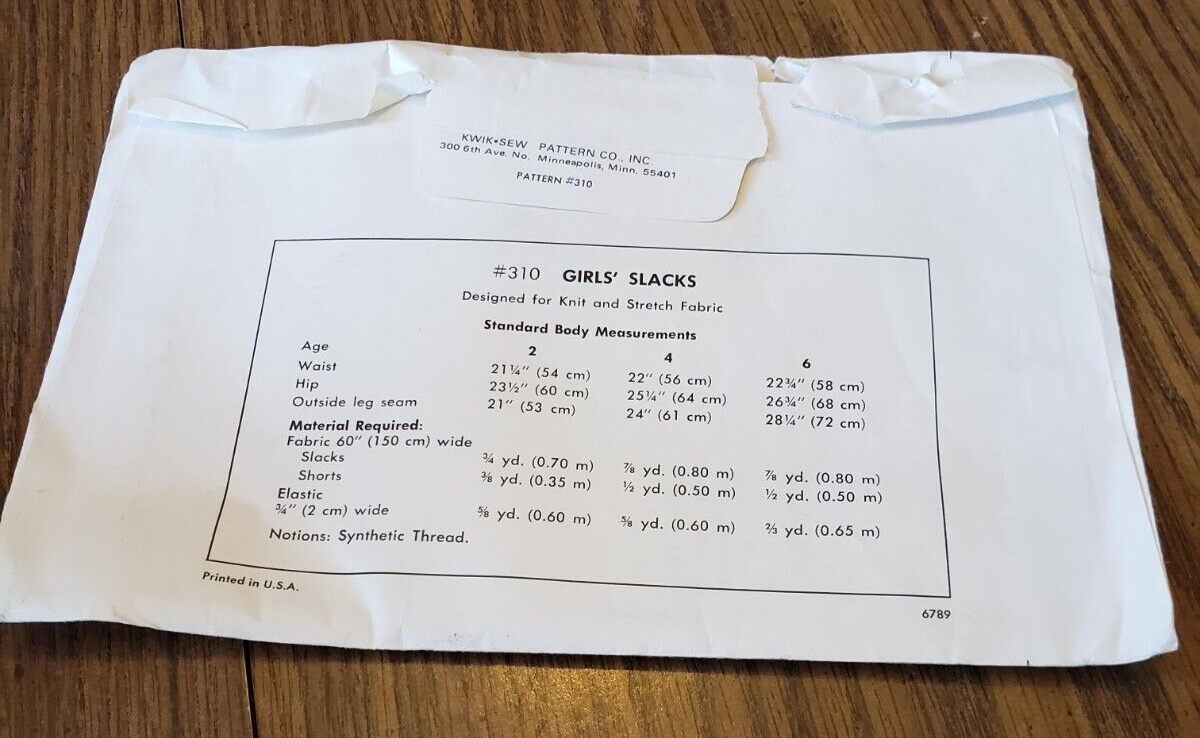 KWIK•SEW PATTERN CO., INC.
300 6th Ave. No. Minneapolis, Minn. 55401
PATTERN #310
#310 GIRLS' SLACKS
Designed for Knit and Stretch Fabric
Standard Body Measurements
Age 2 4 6
Waist 21¼" (54 cm) 22" (56 cm) 22¾" (58 cm)
Hip 23½" (60 cm) 25¼" (64 cm) 26¾" (68 cm)
Outside leg seam 21" (53 cm) 24" (61 cm) 28¼" (72 cm)
Material Required:
Fabric 60" (150 cm) wide
Slacks ¾ yd. (0.70 m) ⅞ yd. (0.80 m) ⅞ yd. (0.80 m)
Shorts ⅜ yd. (0.35 m) ½ yd. (0.50 m) ½ yd. (0.50 m)
Elastic
¾" (2 cm) wide ⅝ yd. (0.60 m) ⅝ yd. (0.60 m) ⅔ yd. (0.65 m)
Notions: Synthetic Thread.
Printed in U.S.A.
6789